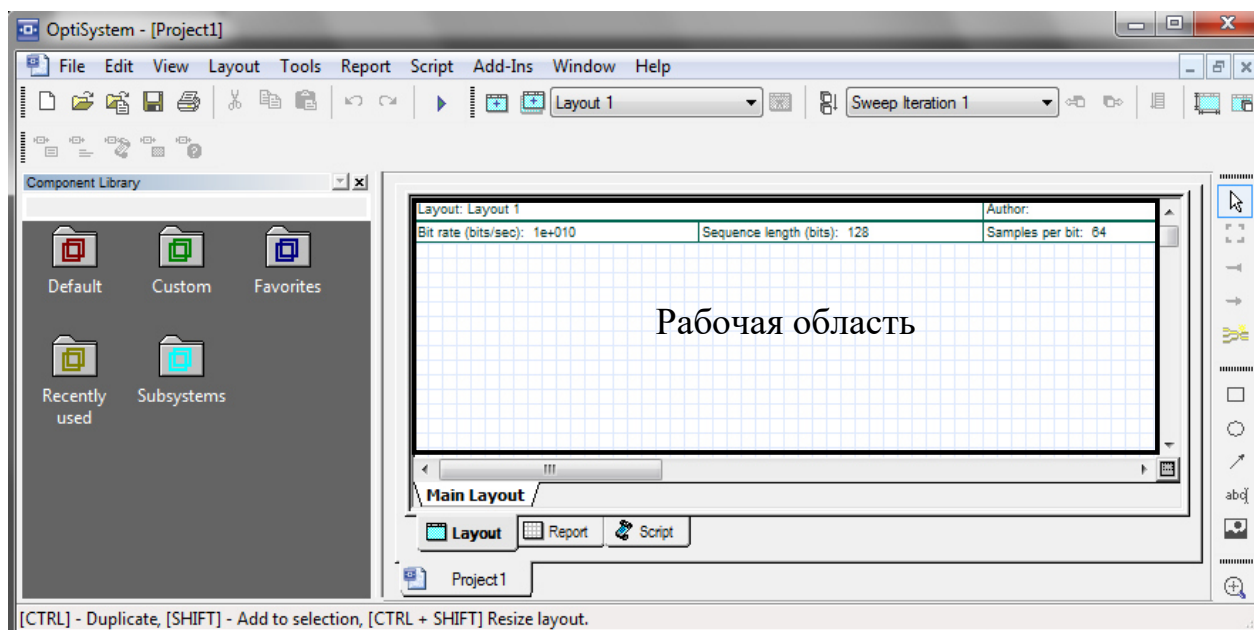 OptiSystem - [Project1]
File Edit View Layout Tools Report Script Add-Ins Window Help
Layout 1
Sweep Iteration 1
Component Library
Default
Custom
Favorites
Recently used
Subsystems
Layout: Layout 1
Author:
Bit rate (bits/sec): 1e+010
Sequence length (bits): 128
Samples per bit: 64
Рабочая область
Main Layout
Layout
Report
Script
Project1
abc
[CTRL] - Duplicate, [SHIFT] - Add to selection, [CTRL + SHIFT] Resize layout.